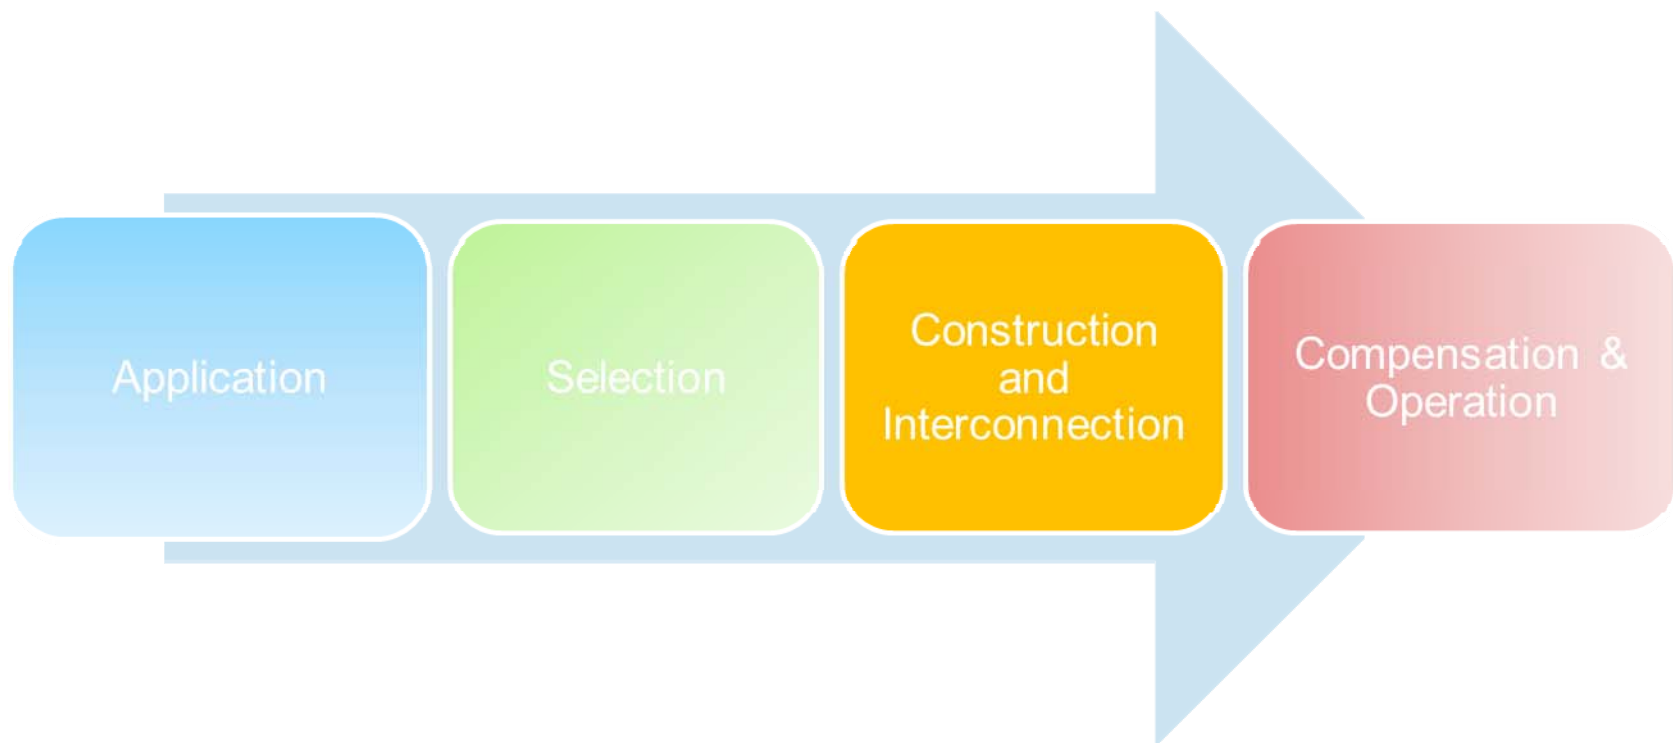 Application
Selection
Construction
and
Interconnection
Compensation &
Operation